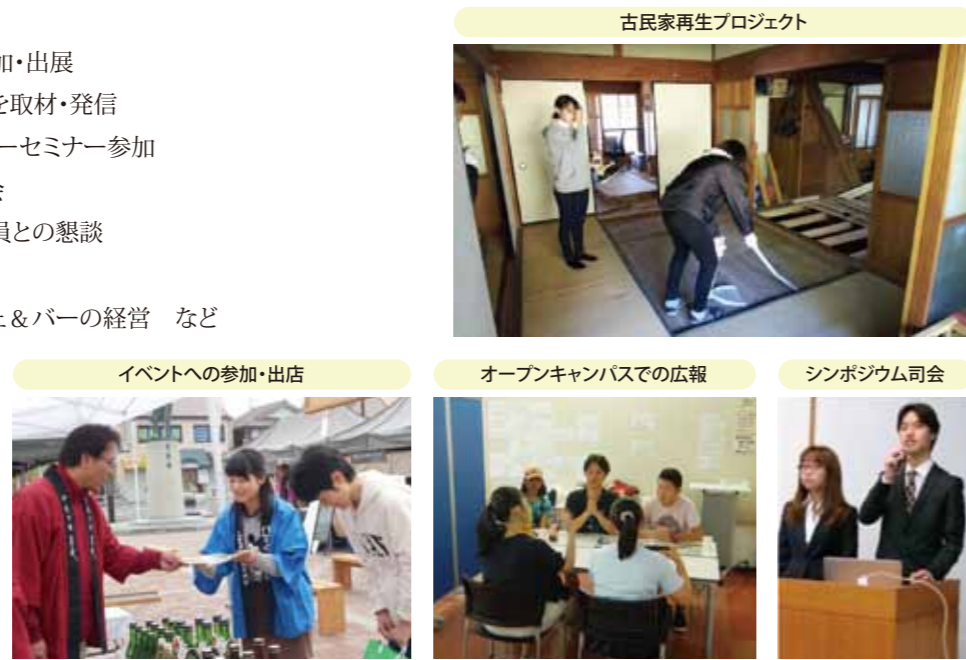 加・出展
を取材・発信
ーセミナー参加
員との懇談
&バーの経営　など
古民家再生プロジェクト
イベントへの参加・出店
オープンキャンパスでの広報
シンポジウム司会